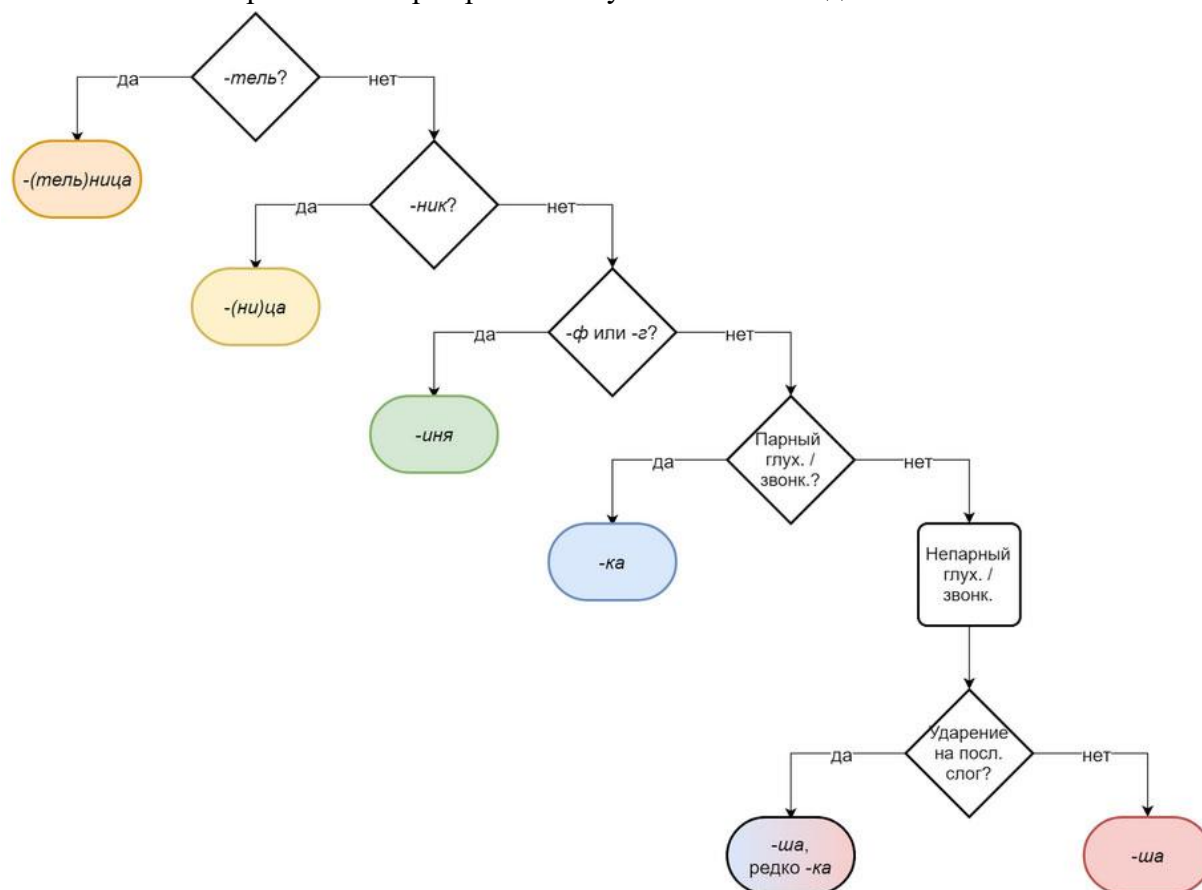 -тель?
да
нет
-(тель)ница
-ник?
да
нет
-(ни)ца
-ф или -г?
да
нет
-иня
Парный
глух. /
звонк.?
да
нет
-ка
Непарный
глух. /
звонк.
Ударение
на посл.
слог?
да
нет
-ша,
редко -ка
-ша